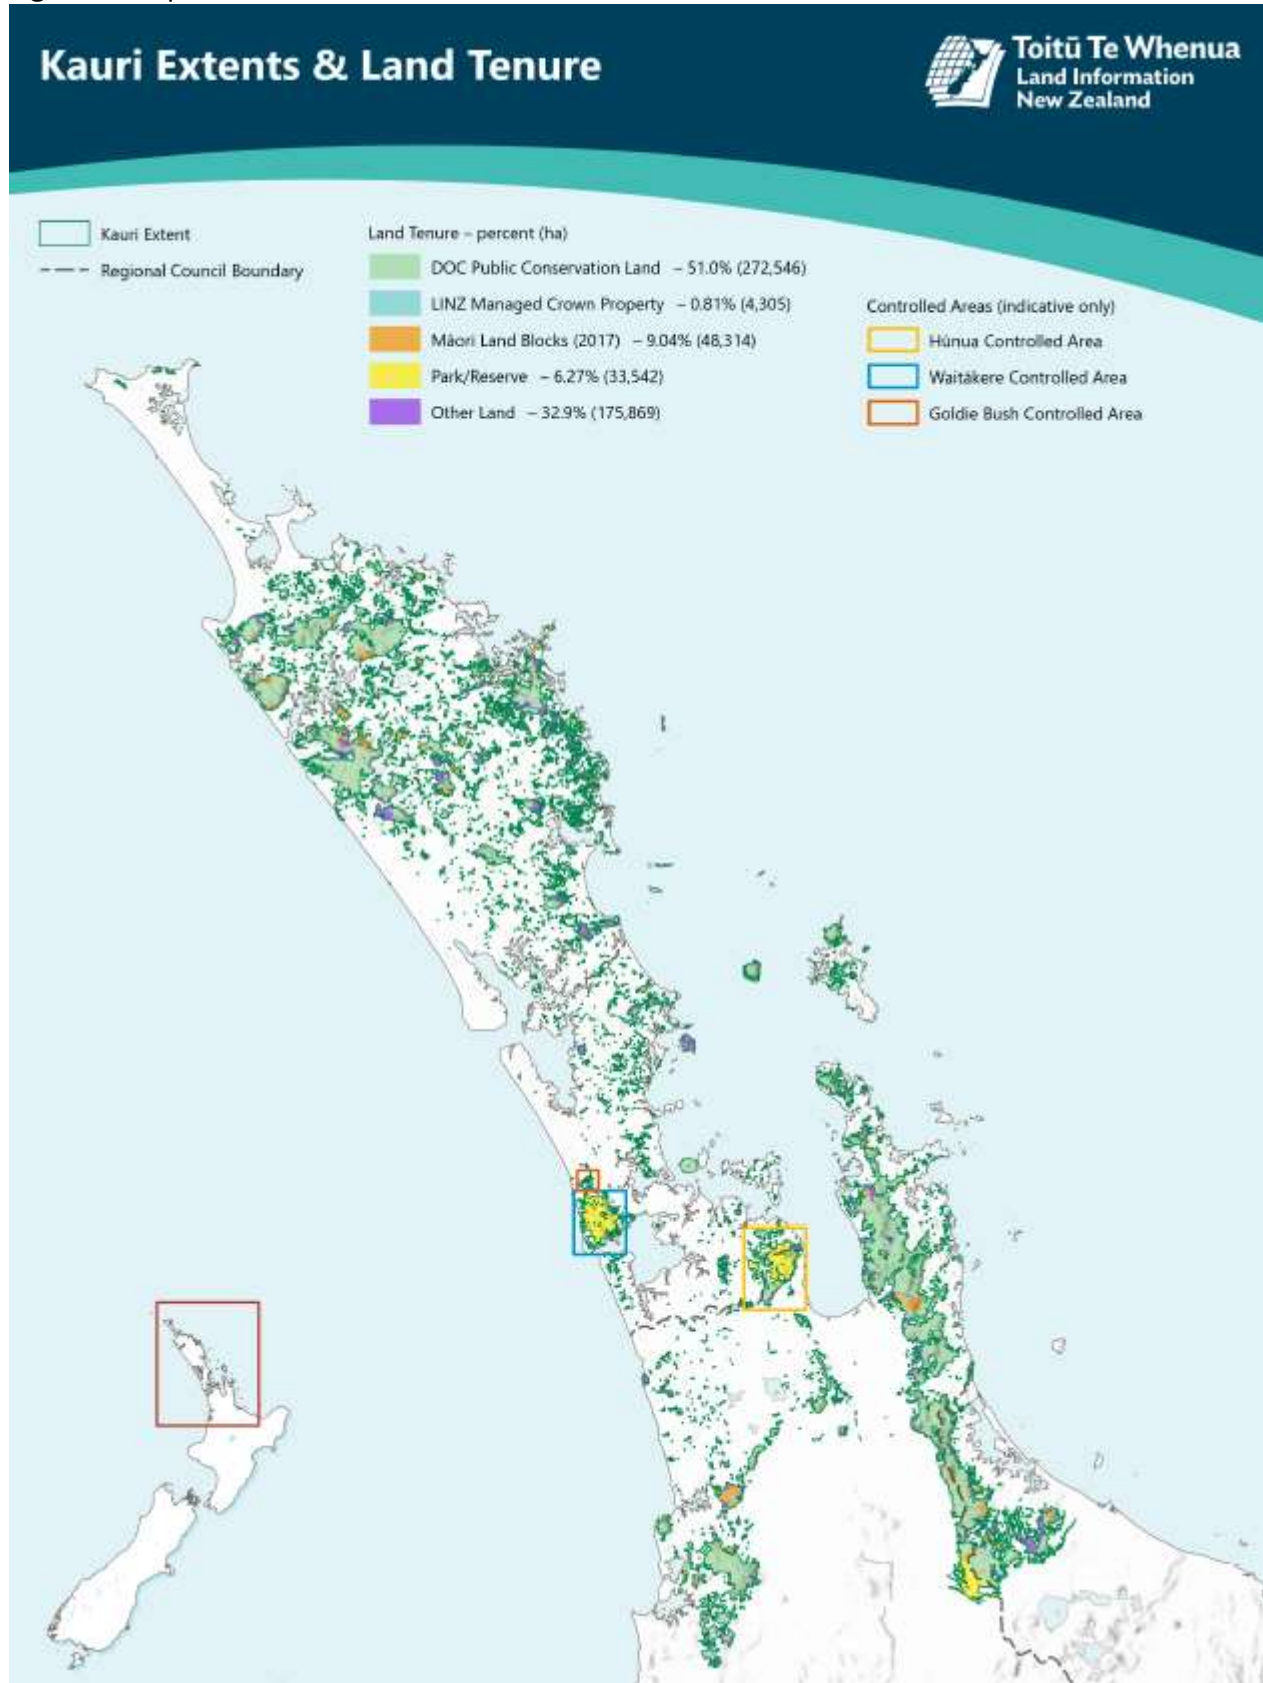 Kauri Extents & Land Tenure
Toitū Te Whenua
Land Information
New Zealand
Kauri Extent
Regional Council Boundary
Land Tenure – percent (ha)
DOC Public Conservation Land – 51.0% (272,546)
LINZ Managed Crown Property – 0.81% (4,305)
Māori Land Blocks (2017) – 9.04% (48,314)
Park/Reserve – 6.27% (33,542)
Other Land – 32.9% (175,869)
Controlled Areas (indicative only)
Hūnua Controlled Area
Waitākere Controlled Area
Goldie Bush Controlled Area